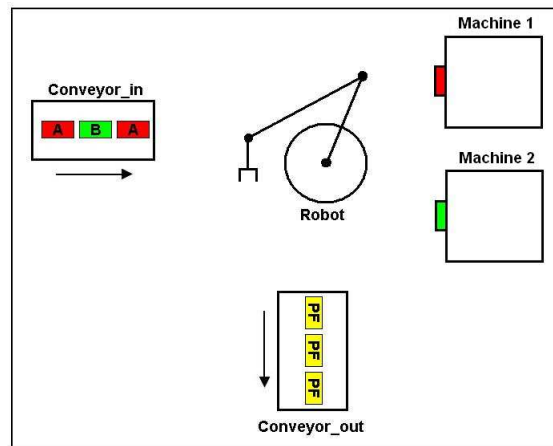 Machine 1
Conveyor_in
A B A
Machine 2
Robot
PF
PF
PF
Conveyor_out